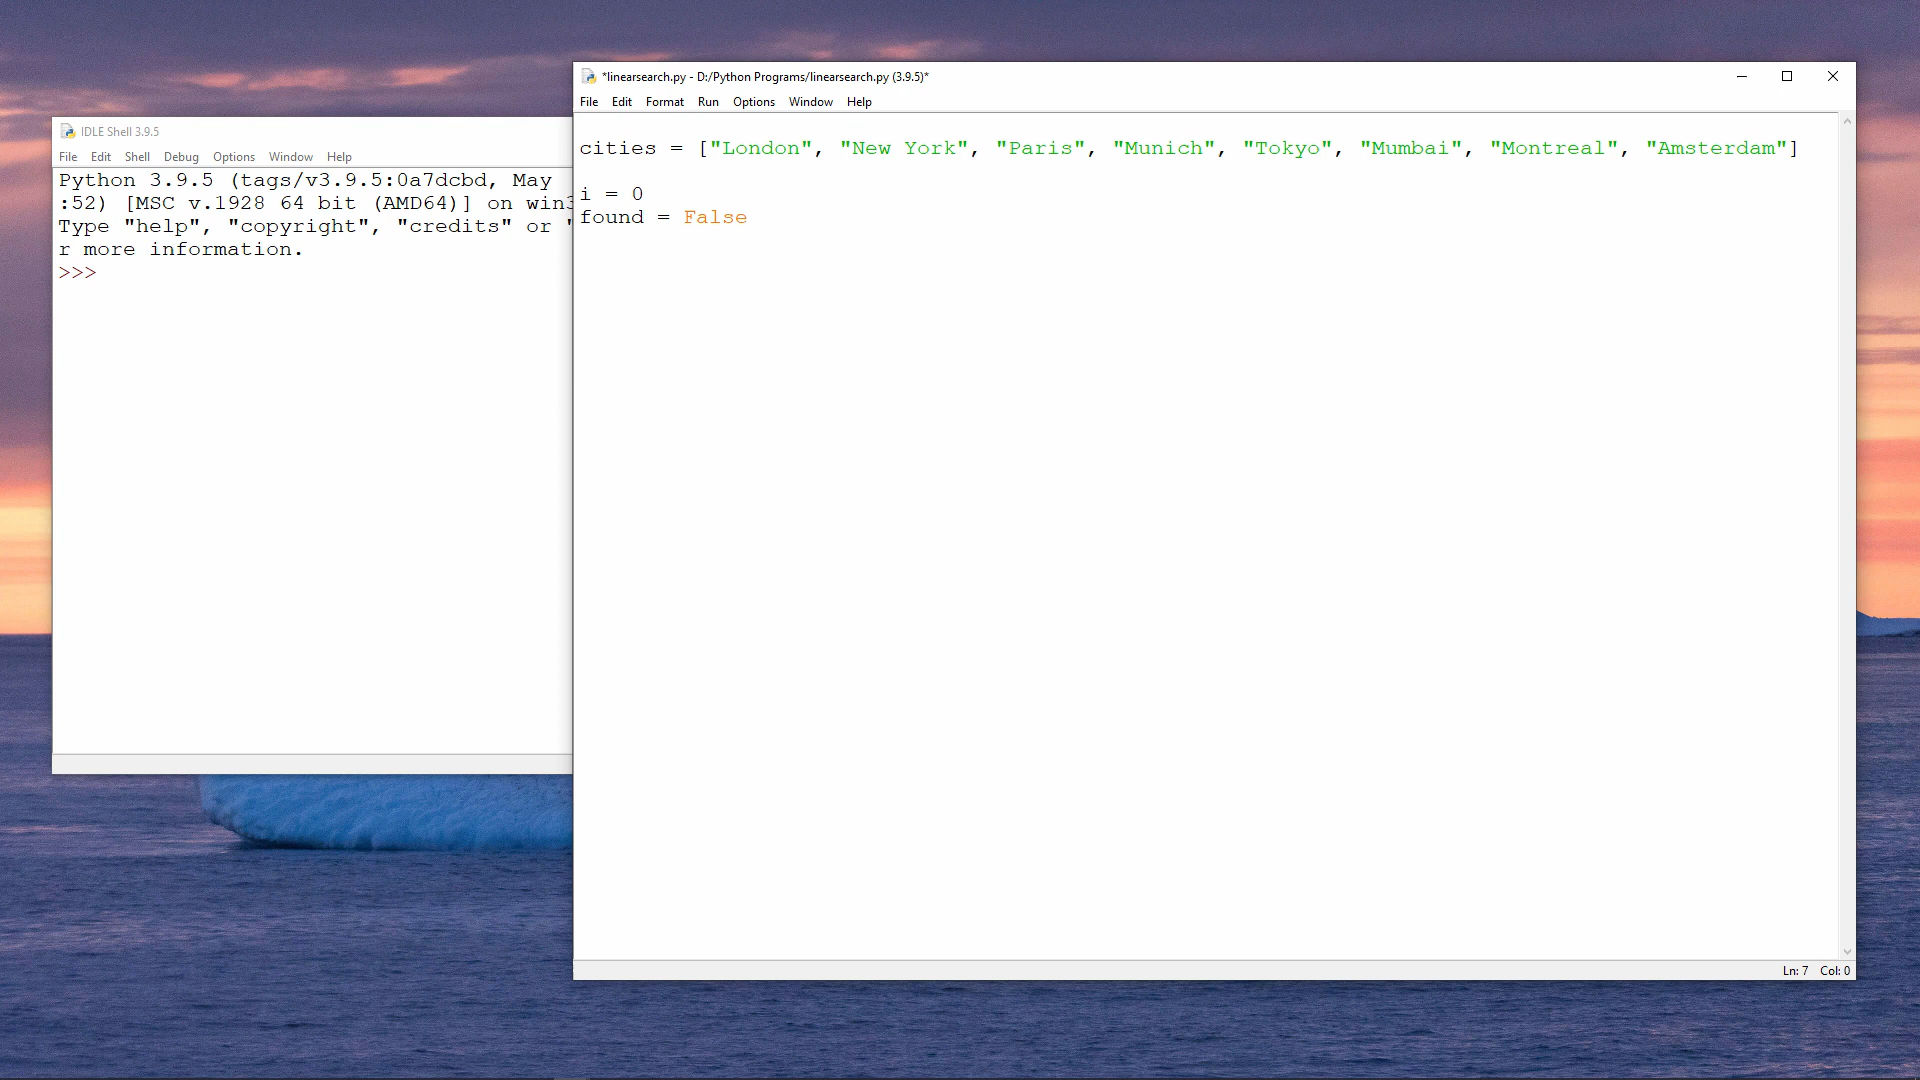 *linearsearch.py - D:/Python Programs/linearsearch.py (3.9.5)*
File Edit Format Run Options Window Help
cities = ["London", "New York", "Paris", "Munich", "Tokyo", "Mumbai", "Montreal", "Amsterdam"]
i = 0
found = False
Ln: 7 Col: 0
IDLE Shell 3.9.5
File Edit Shell Debug Options Window Help
Python 3.9.5 (tags/v3.9.5:0a7dcbd, May
:52) [MSC v.1928 64 bit (AMD64)] on win3
Type "help", "copyright", "credits" or "
r more information.
>>>